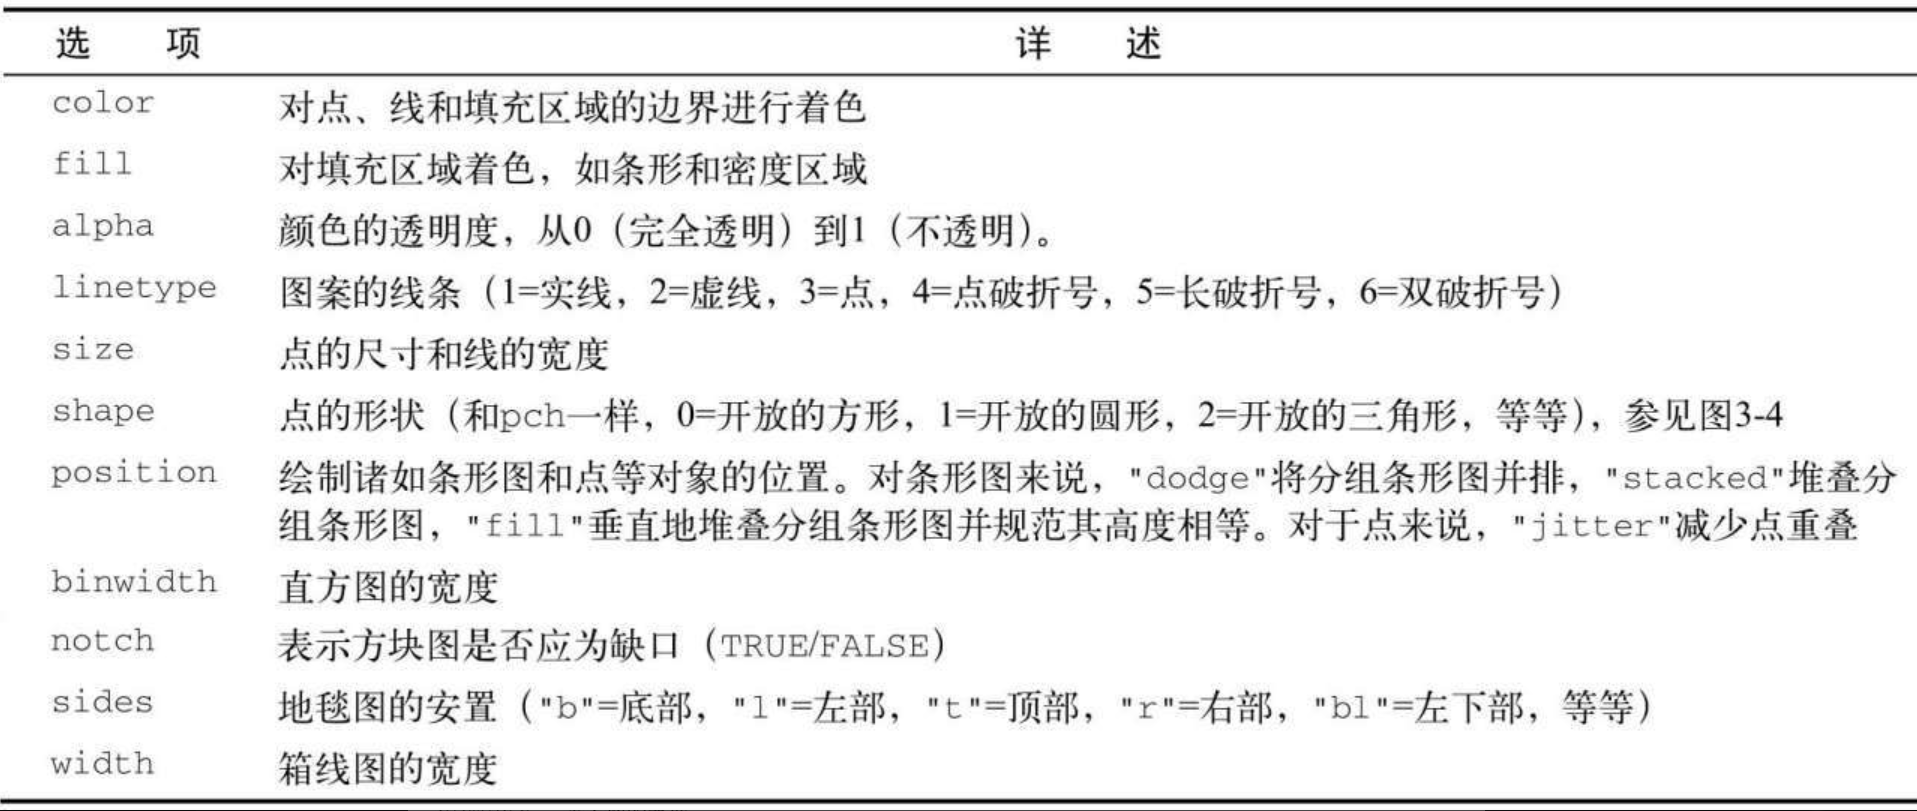 选 项 详 述
color 对点、线和填充区域的边界进行着色
fill 对填充区域着色，如条形和密度区域
alpha 颜色的透明度，从0（完全透明）到1（不透明）。
linetype 图案的线条（1=实线，2=虚线，3=点，4=点破折号，5=长破折号，6=双破折号）
size 点的尺寸和线的宽度
shape 点的形状（和pch一样，0=开放的方形，1=开放的圆形，2=开放的三角形，等等），参见图3-4
position 绘制诸如条形图和点等对象的位置。对条形图来说，"dodge"将分组条形图并排，"stacked"堆叠分
组条形图，"fill"垂直地堆叠分组条形图并规范其高度相等。对于点来说，"jitter"减少点重叠
binwidth 直方图的宽度
notch 表示方块图是否应为缺口（TRUE/FALSE）
sides 地毯图的安置（"b"=底部，"l"=左部，"t"=顶部，"r"=右部，"bl"=左下部，等等）
width 箱线图的宽度